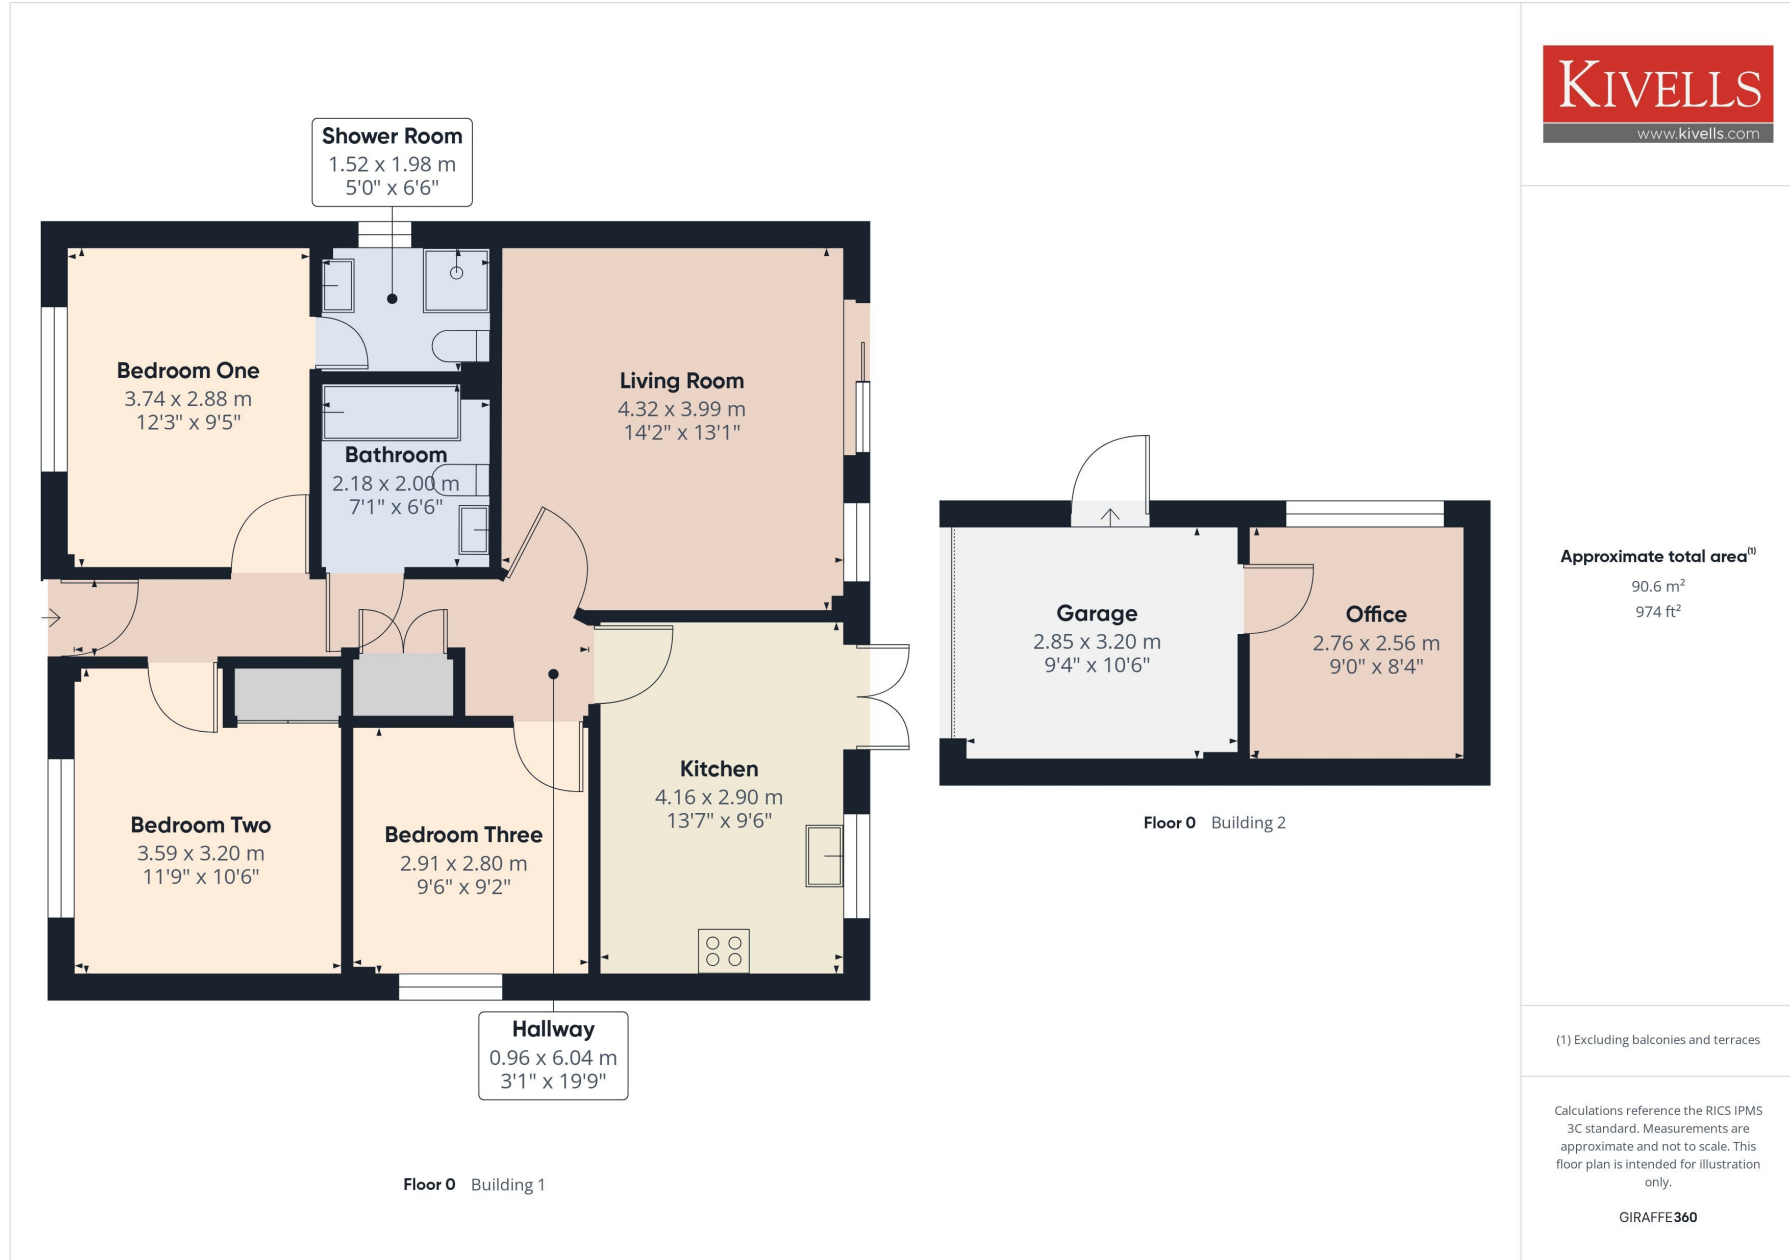 KIVELLS
www.kivells.com
Shower Room
1.52 x 1.98 m
5'0" x 6'6"
Bedroom One
3.74 x 2.88 m
12'3" x 9'5"
Living Room
4.32 x 3.99 m
14'2" x 13'1"
Bathroom
2.18 x 2.00 m
7'1" x 6'6"
Garage
2.85 x 3.20 m
9'4" x 10'6"
Office
2.76 x 2.56 m
9'0" x 8'4"
Kitchen
4.16 x 2.90 m
13'7" x 9'6"
Bedroom Two
3.59 x 3.20 m
11'9" x 10'6"
Bedroom Three
2.91 x 2.80 m
9'6" x 9'2"
Floor 0 Building 2
Hallway
0.96 x 6.04 m
3'1" x 19'9"
Floor 0 Building 1
Approximate total area(1)
90.6 m²
974 ft²
(1) Excluding balconies and terraces
Calculations reference the RICS IPMS
3C standard. Measurements are
approximate and not to scale. This
floor plan is intended for illustration
only.
GIRAFFE360